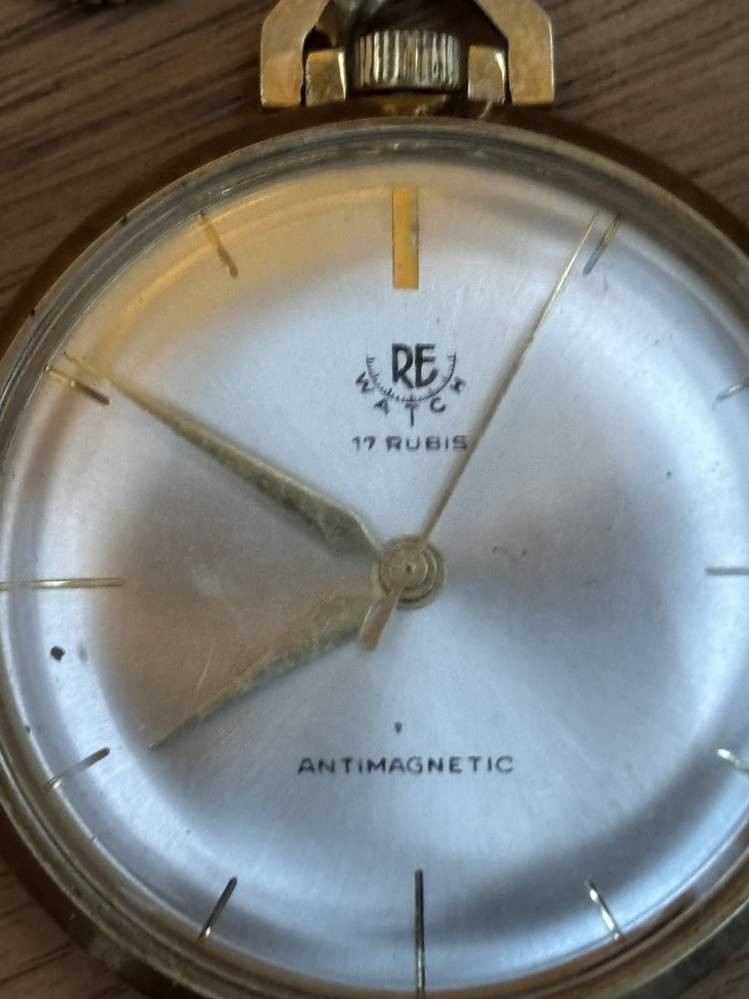 RE
WATCH
17 RUBIS
ANTIMAGNETIC